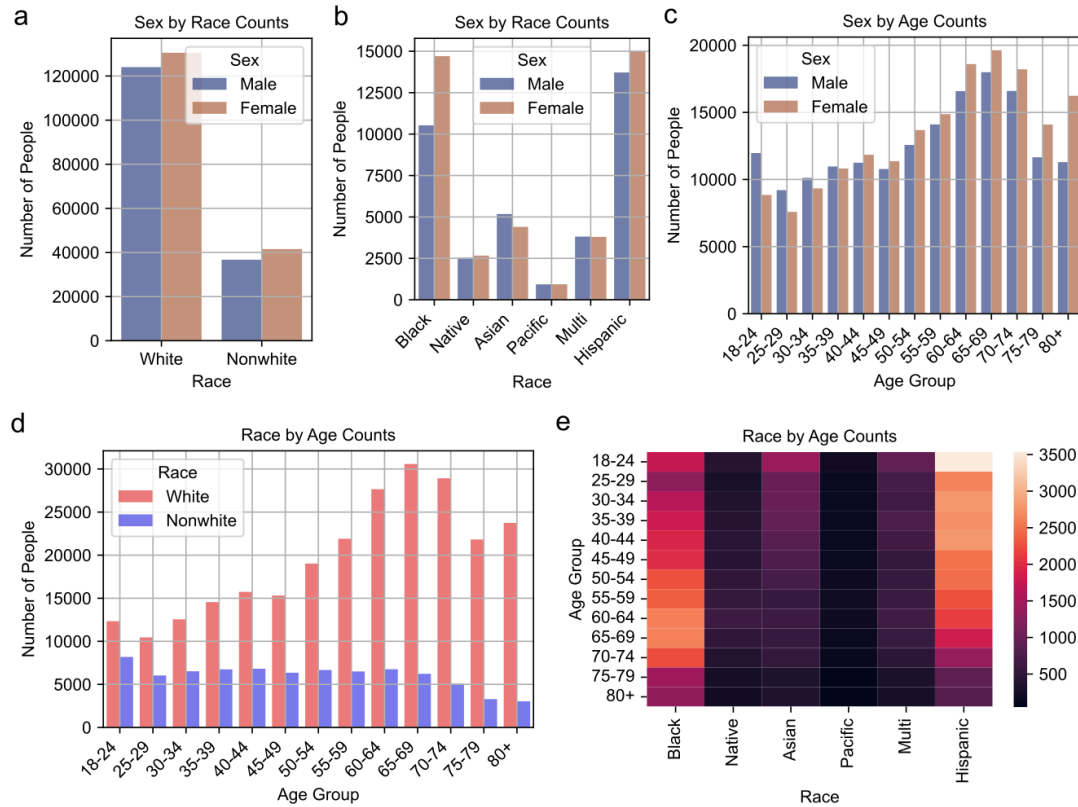 a
Sex by Race Counts
Number of People
120000
100000
80000
60000
40000
20000
0
Sex
Male
Female
White
Nonwhite
Race
b
Sex by Race Counts
Number of People
15000
12500
10000
7500
5000
2500
0
Sex
Male
Female
Black
Native
Asian
Pacific
Multi
Hispanic
Race
c
Sex by Age Counts
Number of People
20000
15000
10000
5000
0
Sex
Male
Female
18-24
25-29
30-34
35-39
40-44
45-49
50-54
55-59
60-64
65-69
70-74
75-79
80+
Age Group
d
Race by Age Counts
Number of People
30000
25000
20000
15000
10000
5000
0
Race
White
Nonwhite
18-24
25-29
30-34
35-39
40-44
45-49
50-54
55-59
60-64
65-69
70-74
75-79
80+
Age Group
e
Race by Age Counts
Age Group
18-24
25-29
30-34
35-39
40-44
45-49
50-54
55-59
60-64
65-69
70-74
75-79
80+
Black
Native
Asian
Pacific
Multi
Hispanic
Race
3500
3000
2500
2000
1500
1000
500